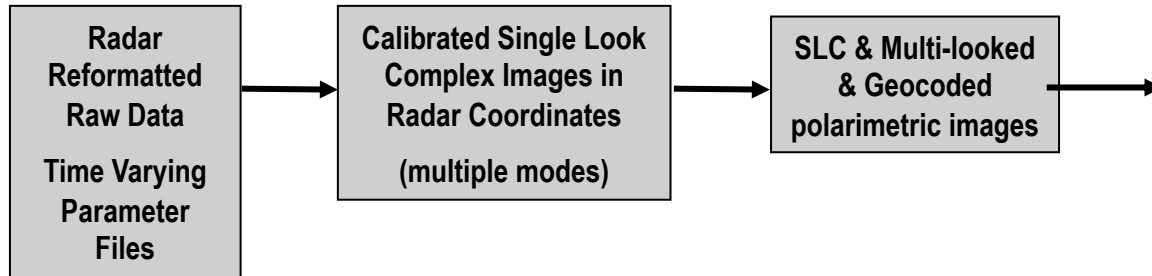 Radar
Reformatted
Raw Data
Time Varying
Parameter
Files
Calibrated Single Look
Complex Images in
Radar Coordinates
(multiple modes)
SLC & Multi-looked
& Geocoded
polarimetric images